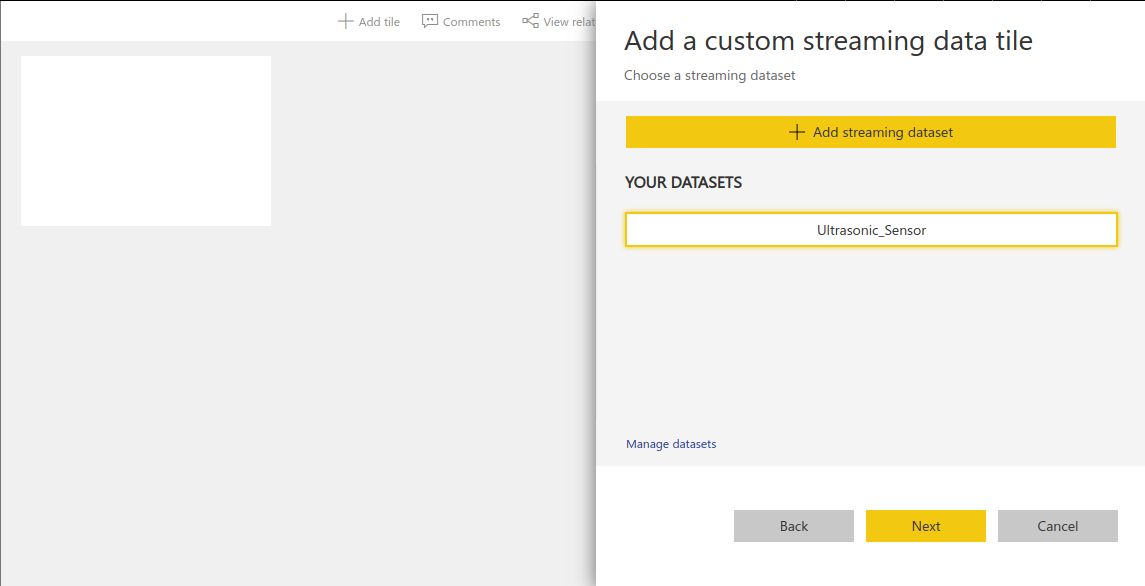 Add tile Comments View relat
Add a custom streaming data tile
Choose a streaming dataset
Add streaming dataset
YOUR DATASETS
Ultrasonic_Sensor
Manage datasets
Back Next Cancel